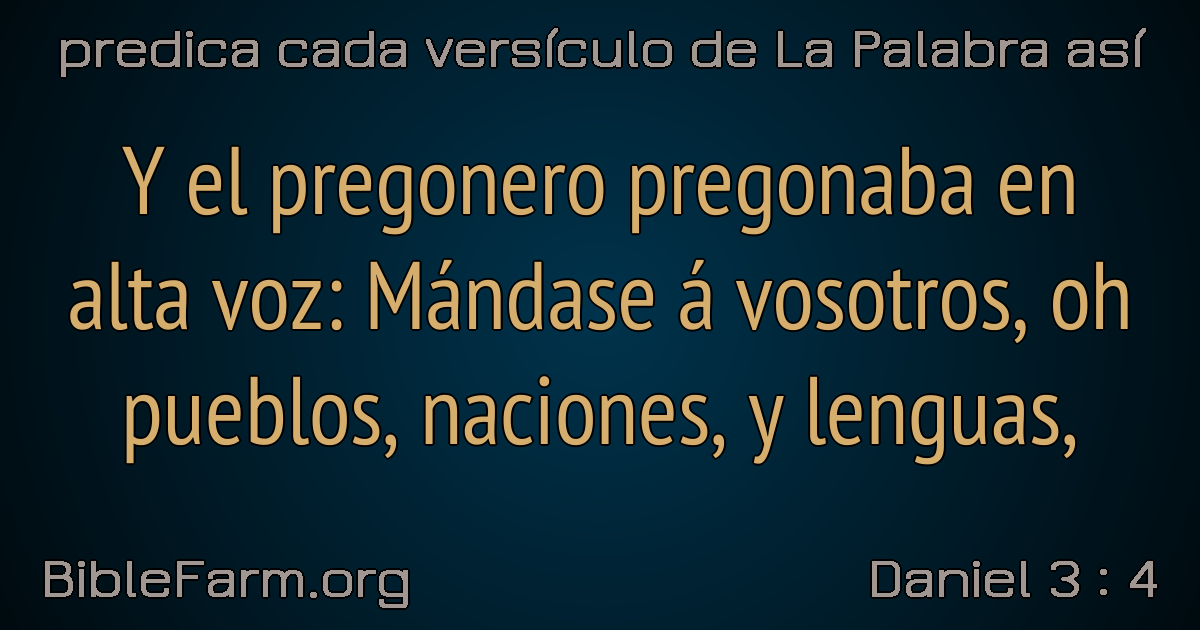 predica cada versículo de La Palabra así
Y el pregonero pregonaba en
alta voz: Mándase á vosotros, oh
pueblos, naciones, y lenguas,
BibleFarm.org
Daniel 3 : 4